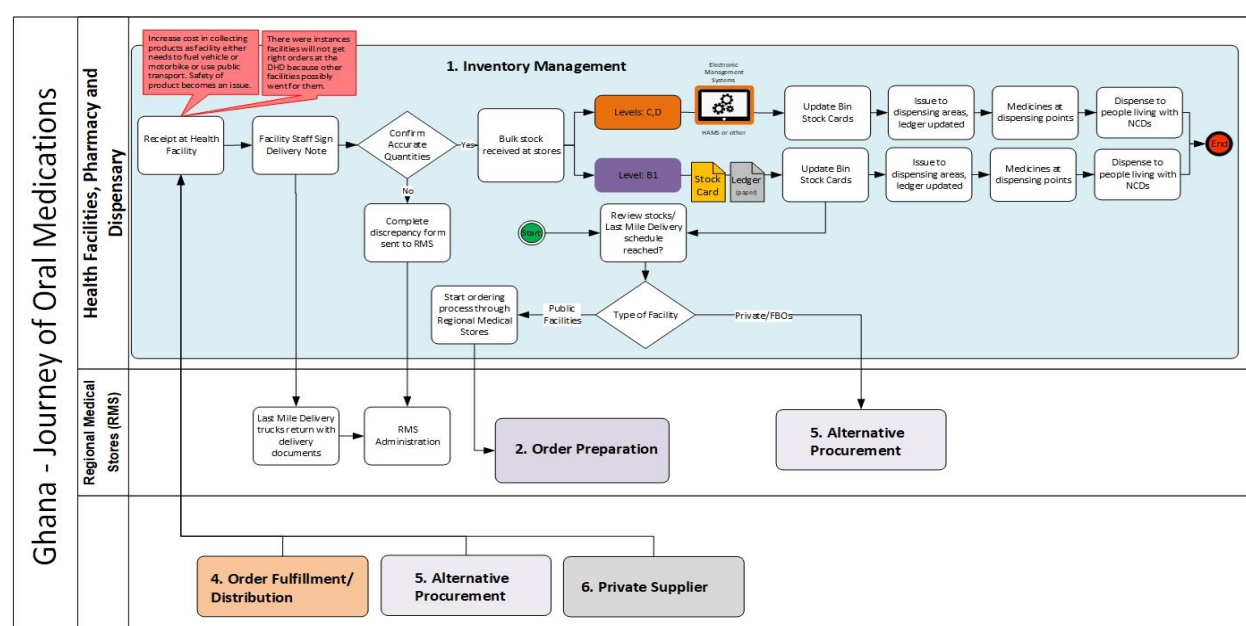 Ghana - Journey of Oral Medications
Health Facilities, Pharmacy and
Dispensary
Increase cost in collecting
products as facility either
needs to fuel vehicle or
motorbike or use public
transport. Safety of
product becomes an issue.
There were instances
facilities will not get
right orders at the
DHD because other
facilities possibly
went for them.
1. Inventory Management
Receipt at Health
Facility
Facility Staff Sign
Delivery Note
Confirm
Accurate
Quantities
Yes
No
Bulk stock
received at stores
Levels: C,D
Electronic
Management
Systems
HAMS or other
Update Bin
Stock Cards
Issue to
dispensing areas,
ledger updated
Medicines at
dispensing points
Dispense to
people living with
NCDs
End
Level: B1
Stock
Card
Ledger
(paper)
Update Bin
Stock Cards
Issue to
dispensing areas,
ledger updated
Medicines at
dispensing points
Dispense to
people living with
NCDs
Complete
discrepancy form
sent to RMS
Start
Review stocks/
Last Mile Delivery
schedule
reached?
Start ordering
process through
Regional Medical
Stores
Public
Facilities
Type of Facility
Private/FBOs
Regional Medical
Stores (RMS)
Last Mile Delivery
trucks return with
delivery
documents
RMS
Administration
2. Order Preparation
5. Alternative
Procurement
4. Order Fulfillment/
Distribution
5. Alternative
Procurement
6. Private Supplier